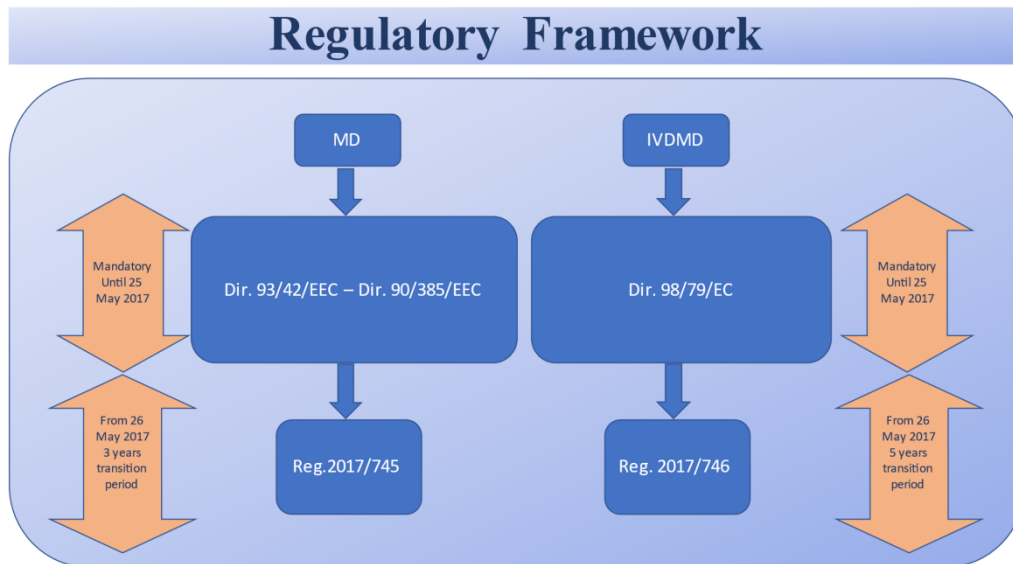 Regulatory Framework
MD
IVDMD
Mandatory
Until 25
May 2017
Dir. 93/42/EEC – Dir. 90/385/EEC
Dir. 98/79/EC
Mandatory
Until 25
May 2017
From 26
May 2017
3 years
transition
period
Reg.2017/745
Reg. 2017/746
From 26
May 2017
5 years
transition
period